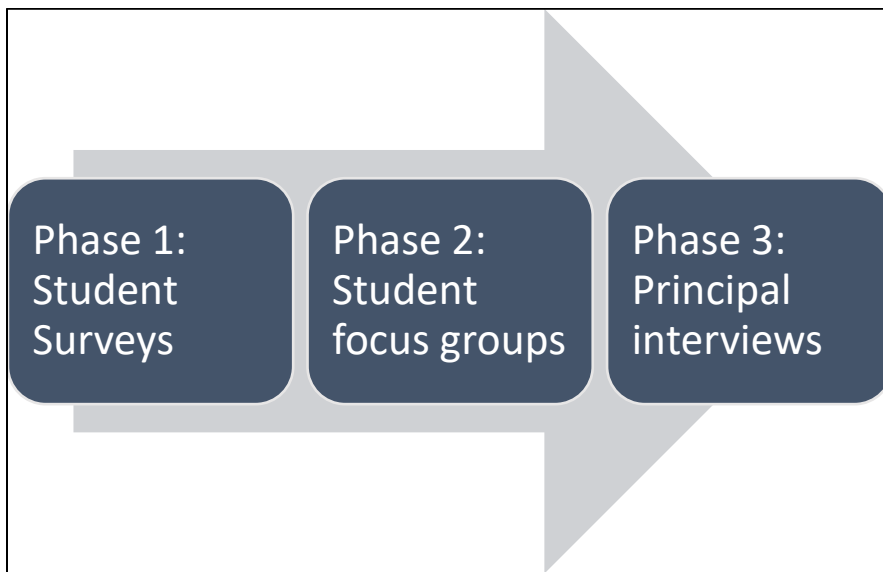 Phase 1:
Student
Surveys
Phase 2:
Student
focus groups
Phase 3:
Principal
interviews